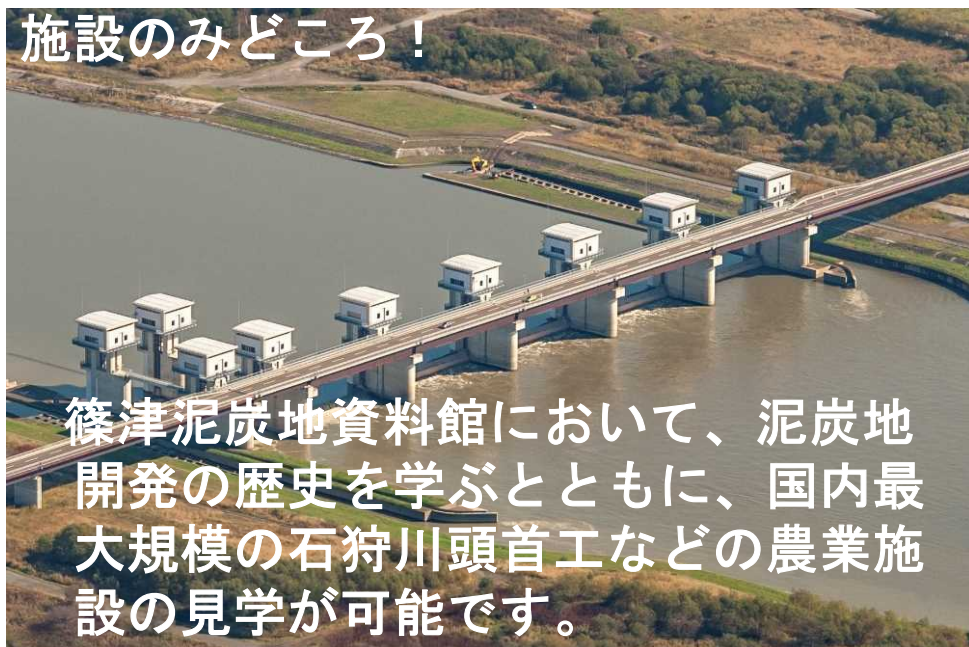 施設のみどころ！
篠津泥炭地資料館において、泥炭地
開発の歴史を学ぶとともに、国内最
大規模の石狩川頭首工などの農業施
設の見学が可能です。